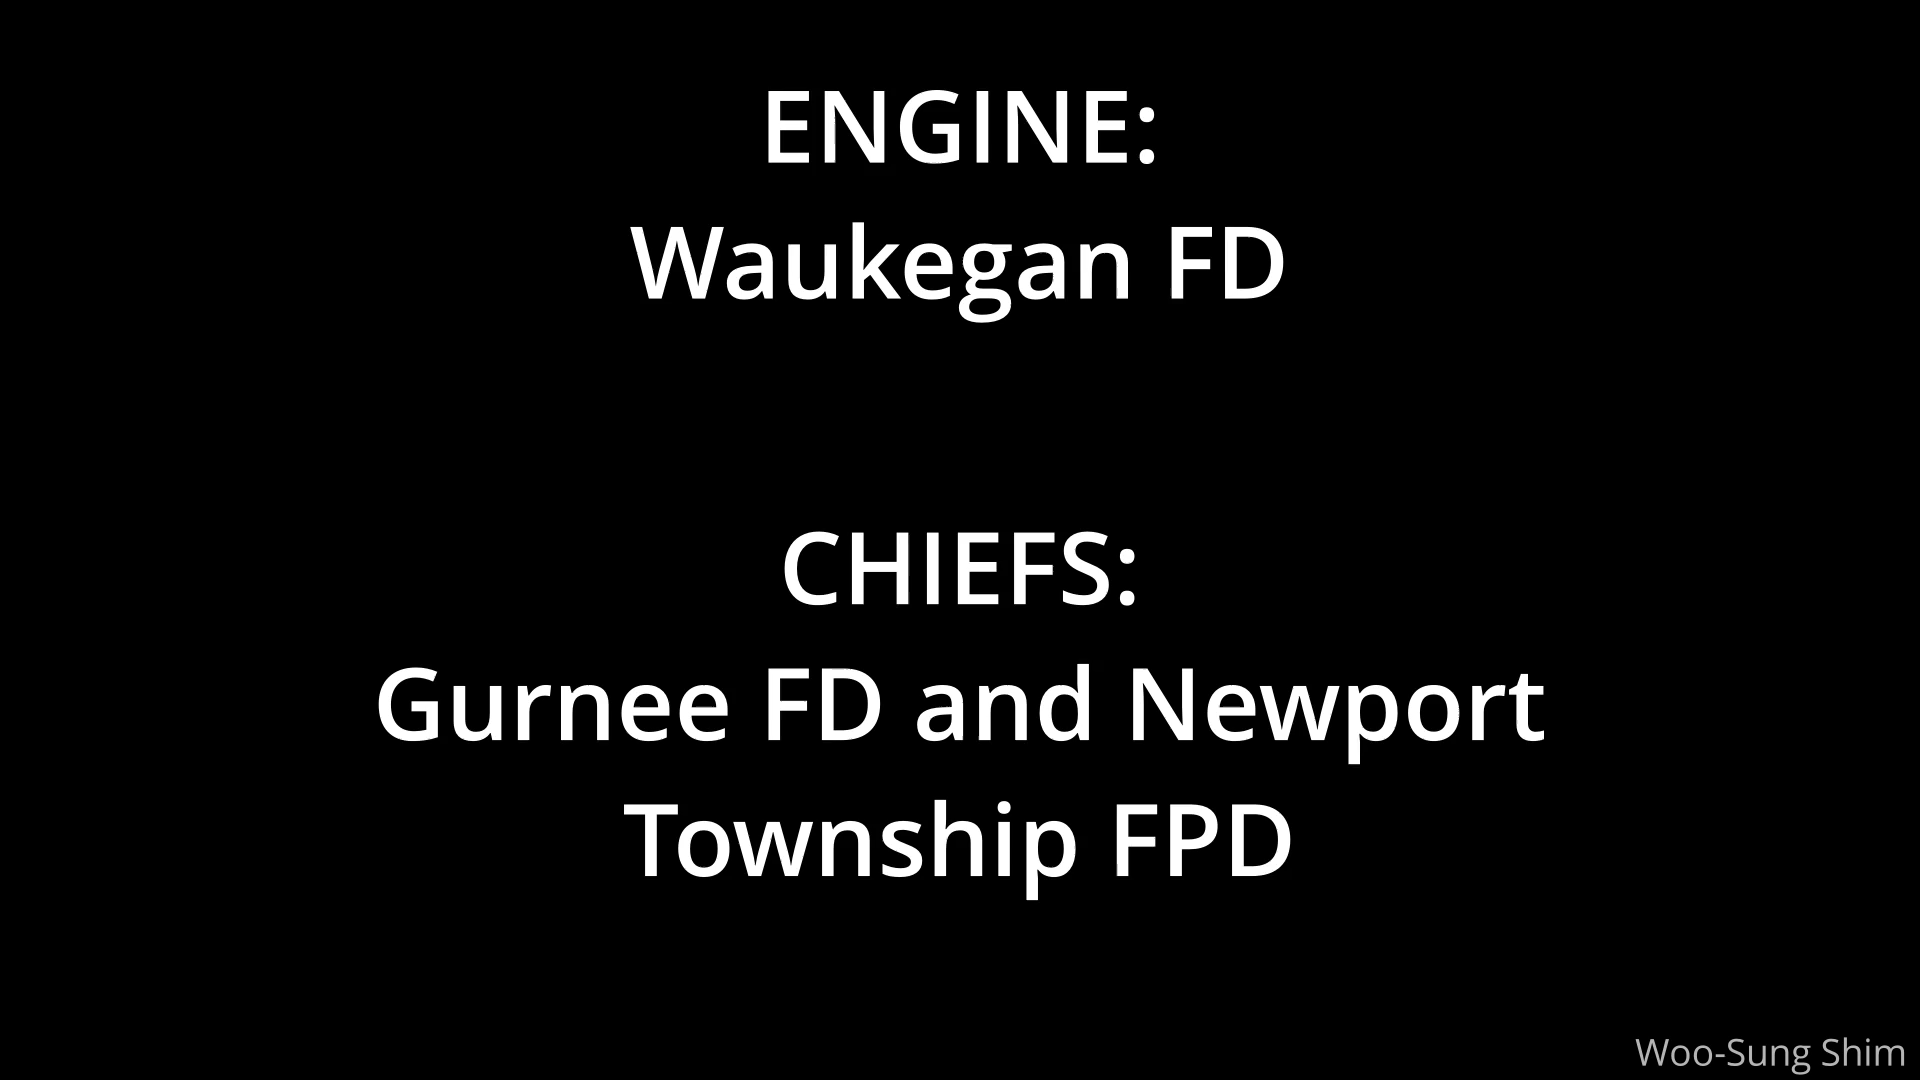 ENGINE:
Waukegan FD
CHIEFS:
Gurnee FD and Newport
Township FPD
Woo-Sung Shim